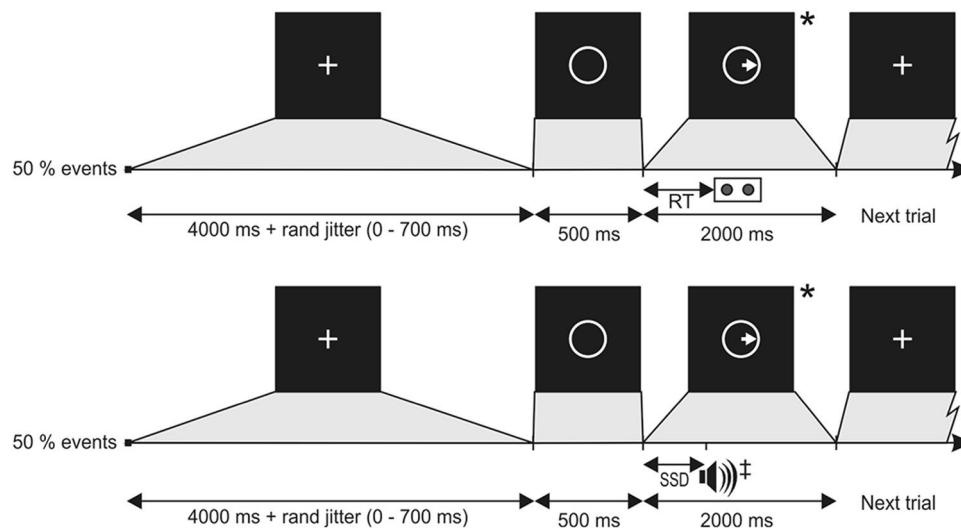 *
50 % events
RT
4000 ms + rand jitter (0 - 700 ms)
500 ms
2000 ms
Next trial
*
50 % events
SSD
‡
4000 ms + rand jitter (0 - 700 ms)
500 ms
2000 ms
Next trial